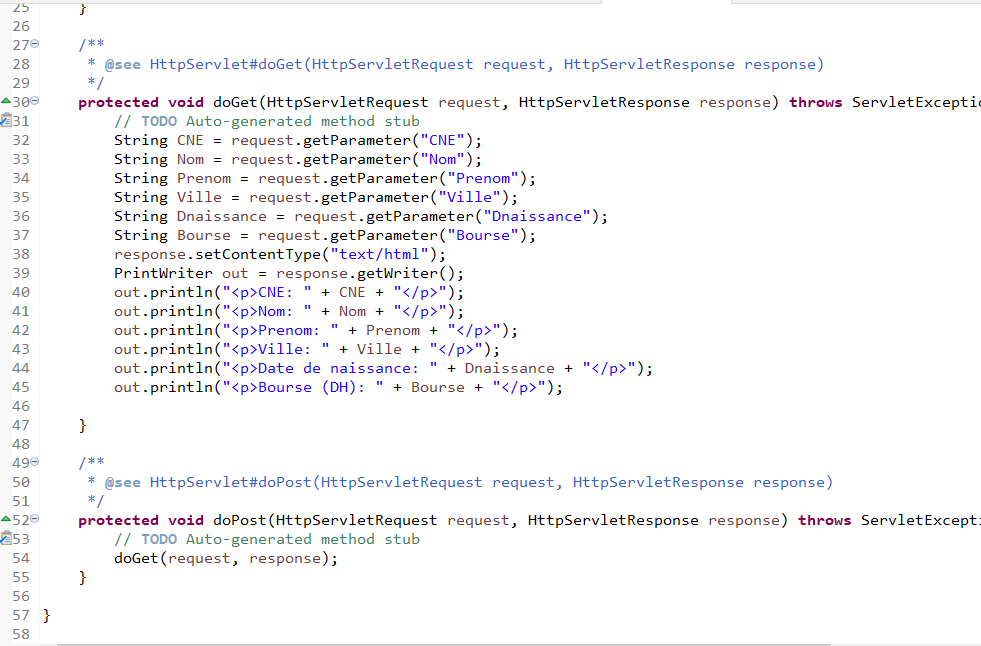 25 }
26
27 /**
28 * @see HttpServlet#doGet(HttpServletRequest request, HttpServletResponse response)
29 */
30 protected void doGet(HttpServletRequest request, HttpServletResponse response) throws ServletExceptio
31 // TODO Auto-generated method stub
32 String CNE = request.getParameter("CNE");
33 String Nom = request.getParameter("Nom");
34 String Prenom = request.getParameter("Prenom");
35 String Ville = request.getParameter("Ville");
36 String Dnaissance = request.getParameter("Dnaissance");
37 String Bourse = request.getParameter("Bourse");
38 response.setContentType("text/html");
39 PrintWriter out = response.getWriter();
40 out.println("<p>CNE: " + CNE + "</p>");
41 out.println("<p>Nom: " + Nom + "</p>");
42 out.println("<p>Prenom: " + Prenom + "</p>");
43 out.println("<p>Ville: " + Ville + "</p>");
44 out.println("<p>Date de naissance: " + Dnaissance + "</p>");
45 out.println("<p>Bourse (DH): " + Bourse + "</p>");
46
47 }
48
49 /**
50 * @see HttpServlet#doPost(HttpServletRequest request, HttpServletResponse response)
51 */
52 protected void doPost(HttpServletRequest request, HttpServletResponse response) throws ServletExcepti
53 // TODO Auto-generated method stub
54 doGet(request, response);
55 }
56
57 }
58